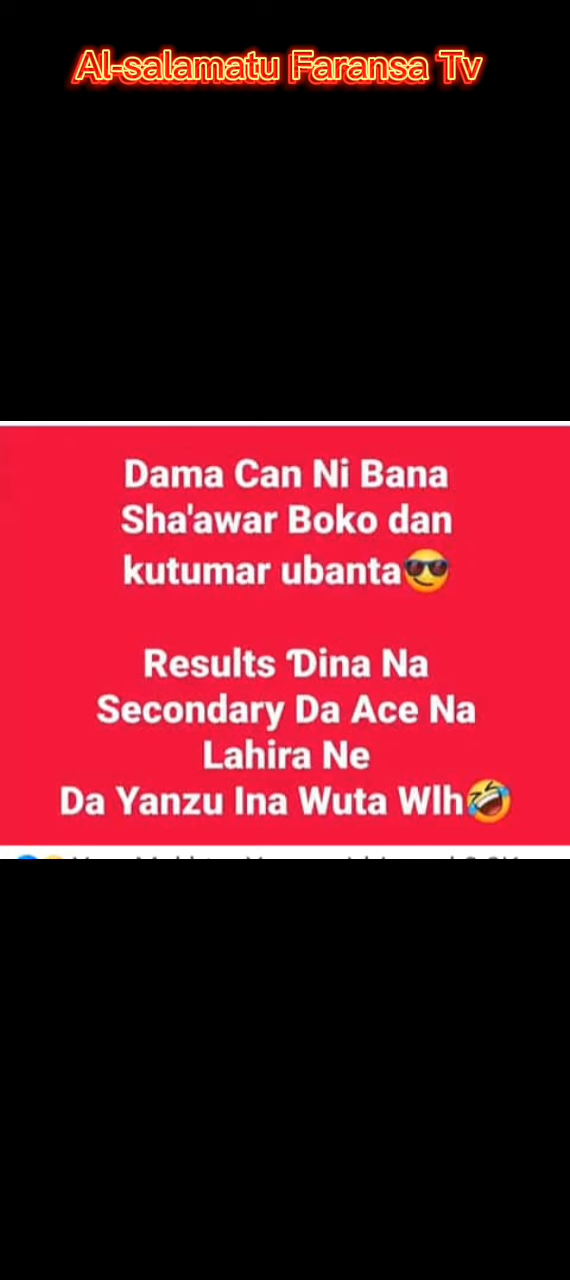 Al-salamatu Faransa Tv
Dama Can Ni Bana
Sha'awar Boko dan
kutumar ubanta😎
Results Ɗina Na
Secondary Da Ace Na
Lahira Ne
Da Yanzu Ina Wuta Wlh🤣